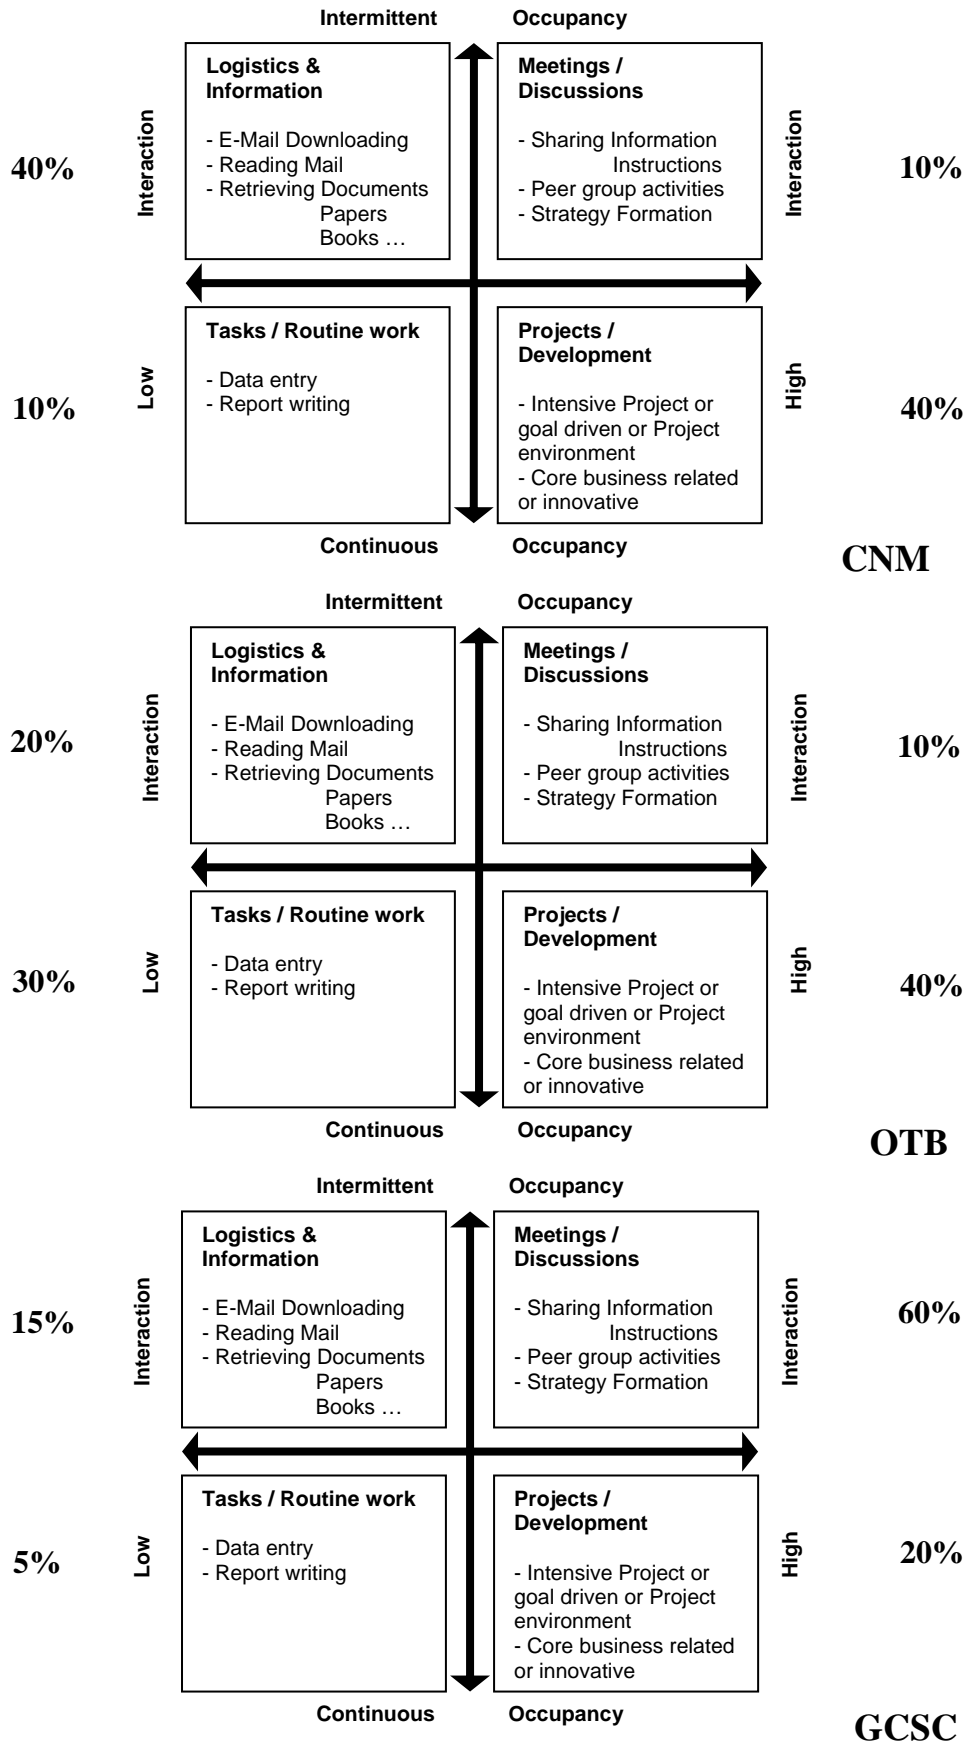 Intermittent Occupancy
Logistics &
Information
- E-Mail Downloading
- Reading Mail
- Retrieving Documents
Papers
Books …
Meetings /
Discussions
- Sharing Information
Instructions
- Peer group activities
- Strategy Formation
40%
Interaction
Interaction
10%
Tasks / Routine work
- Data entry
- Report writing
Projects /
Development
- Intensive Project or
goal driven or Project
environment
- Core business related
or innovative
10%
Low
High
40%
Continuous Occupancy
CNM
Intermittent Occupancy
Logistics &
Information
- E-Mail Downloading
- Reading Mail
- Retrieving Documents
Papers
Books …
Meetings /
Discussions
- Sharing Information
Instructions
- Peer group activities
- Strategy Formation
20%
Interaction
Interaction
10%
Tasks / Routine work
- Data entry
- Report writing
Projects /
Development
- Intensive Project or
goal driven or Project
environment
- Core business related
or innovative
30%
Low
High
40%
Continuous Occupancy
OTB
Intermittent Occupancy
Logistics &
Information
- E-Mail Downloading
- Reading Mail
- Retrieving Documents
Papers
Books …
Meetings /
Discussions
- Sharing Information
Instructions
- Peer group activities
- Strategy Formation
15%
Interaction
Interaction
60%
Tasks / Routine work
- Data entry
- Report writing
Projects /
Development
- Intensive Project or
goal driven or Project
environment
- Core business related
or innovative
5%
Low
High
20%
Continuous Occupancy
GCSC